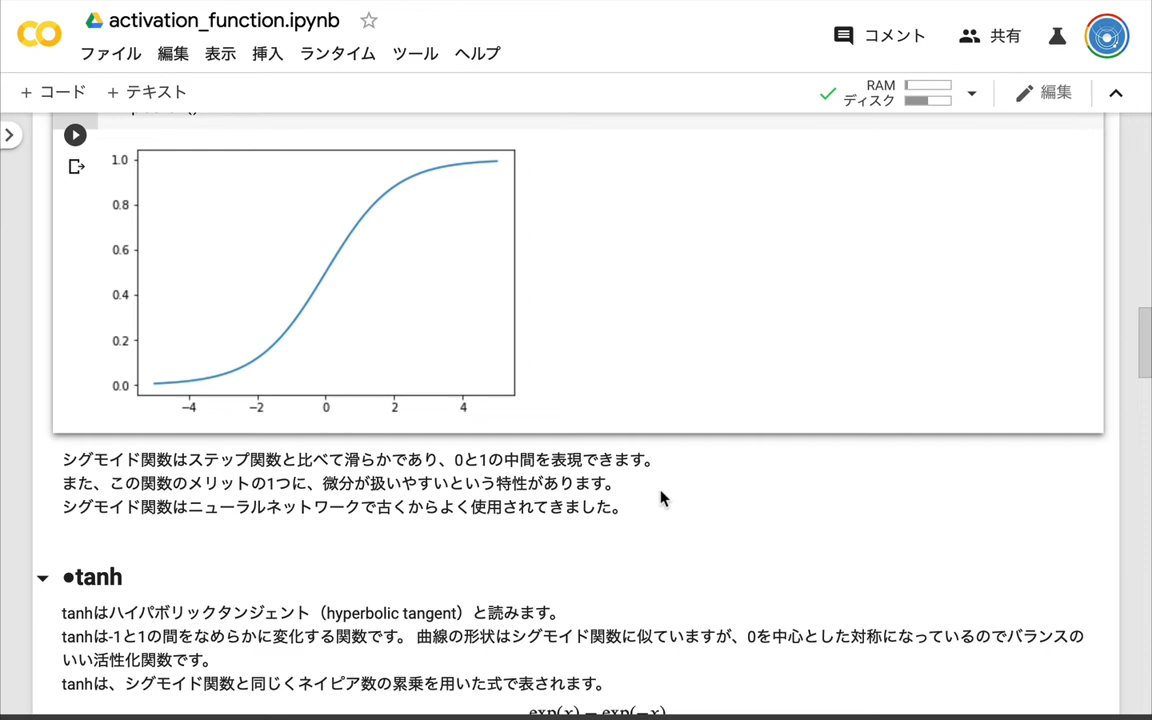 activation_function.ipynb
ファイル 編集 表示 挿入 ランタイム ツール ヘルプ
コメント
共有
+ コード + テキスト
RAM
ディスク
編集
1.0
0.8
0.6
0.4
0.2
0.0
−4 −2 0 2 4
シグモイド関数はステップ関数と比べて滑らかであり、0と1の中間を表現できます。
また、この関数のメリットの1つに、微分が扱いやすいという特性があります。
シグモイド関数はニューラルネットワークで古くからよく使用されてきました。
●tanh
tanhはハイパボリックタンジェント（hyperbolic tangent）と読みます。
tanhは-1と1の間をなめらかに変化する関数です。 曲線の形状はシグモイド関数に似ていますが、0を中心とした対称になっているのでバランスの
いい活性化関数です。
tanhは、シグモイド関数と同じくネイピア数の累乗を用いた式で表されます。
exp(x) − exp(−x)